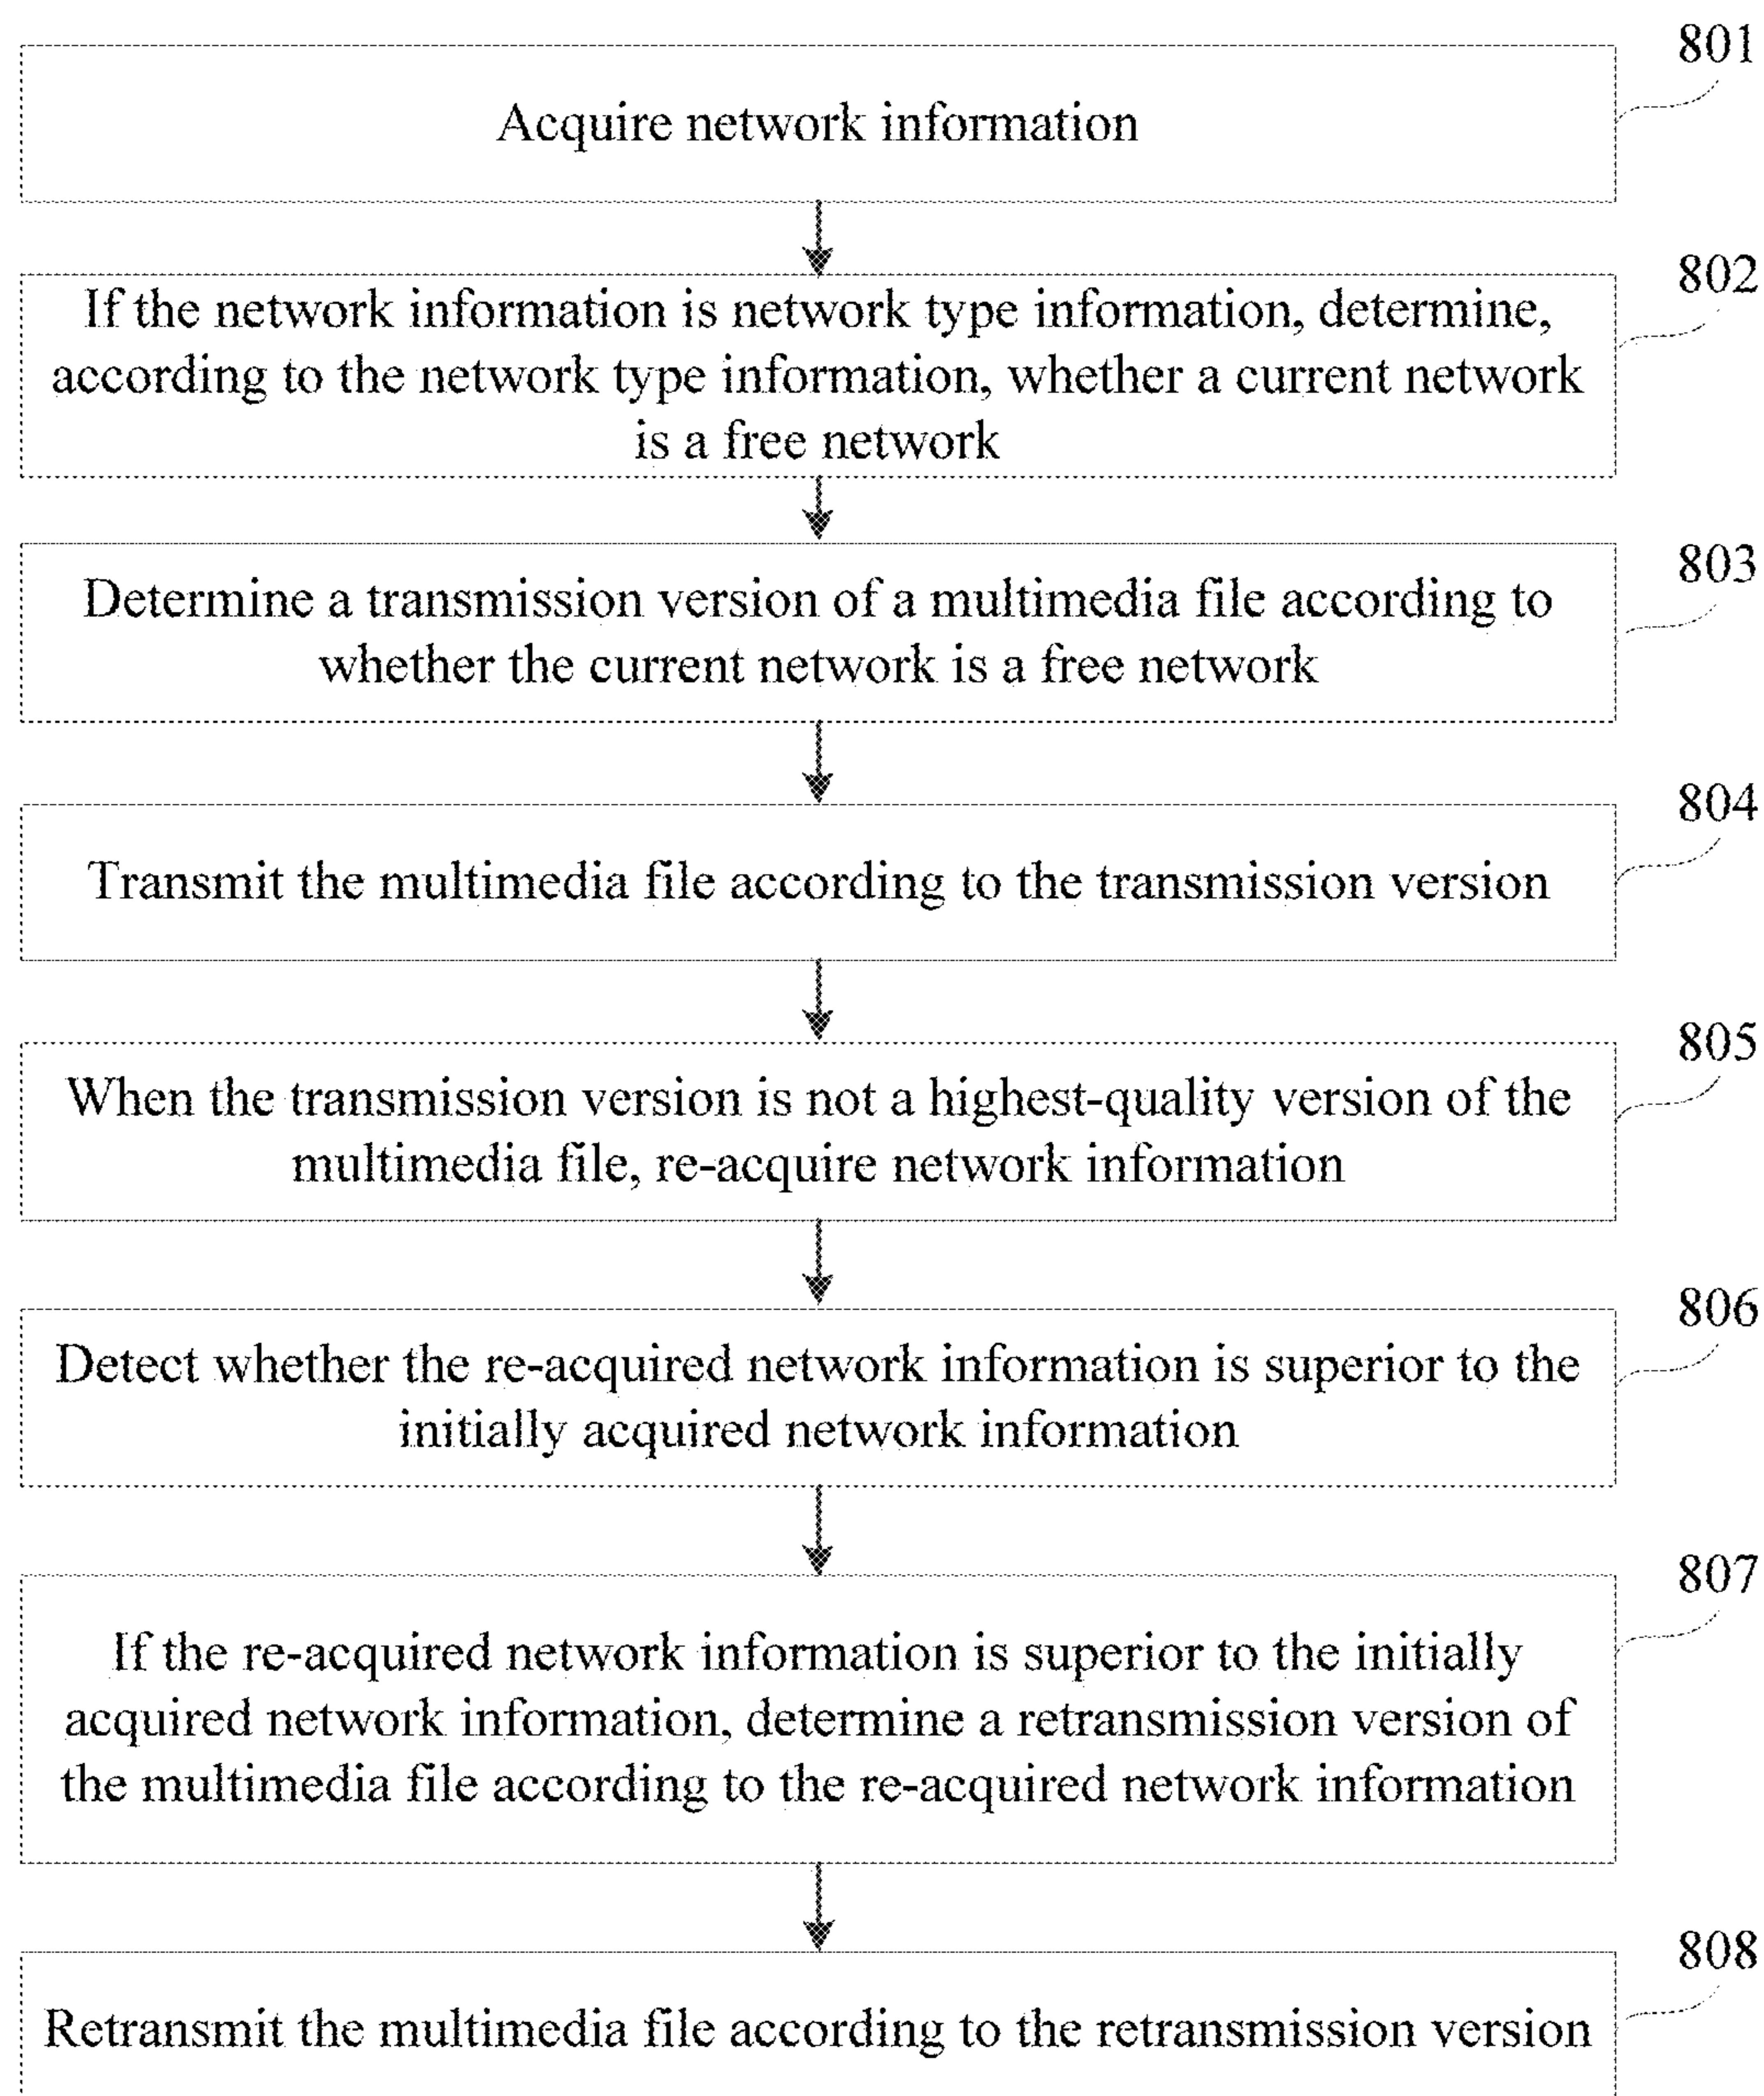 801
Acquire network information
802
If the network information is network type information, determine,
according to the network type information, whether a current network
is a free network
803
Determine a transmission version of a multimedia file according to
whether the current network is a free network
804
Transmit the multimedia file according to the transmission version
805
When the transmission version is not a highest-quality version of the
multimedia file, re-acquire network information
806
Detect whether the re-acquired network information is superior to the
initially acquired network information
807
If the re-acquired network information is superior to the initially
acquired network information, determine a retransmission version of
the multimedia file according to the re-acquired network information
808
Retransmit the multimedia file according to the retransmission version